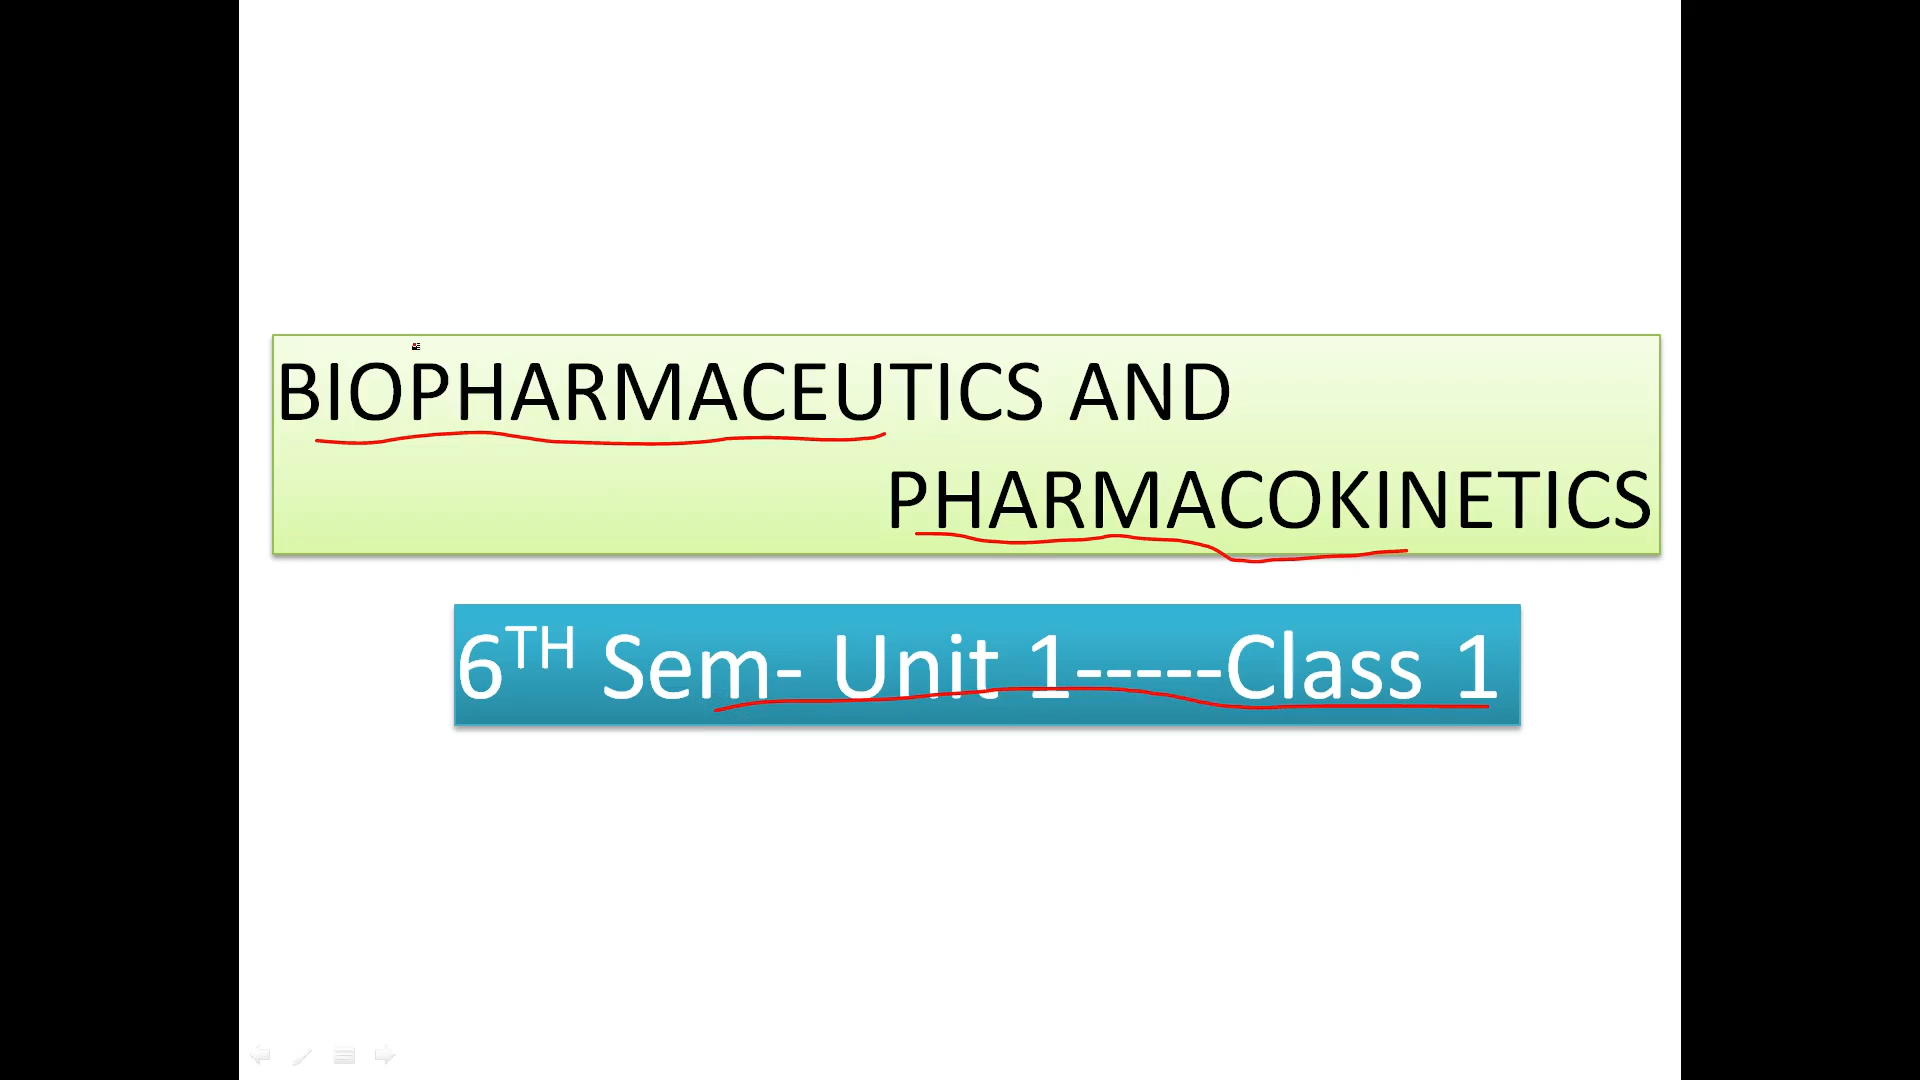 BIOPHARMACEUTICS AND
PHARMACOKINETICS
6TH Sem- Unit 1-----Class 1